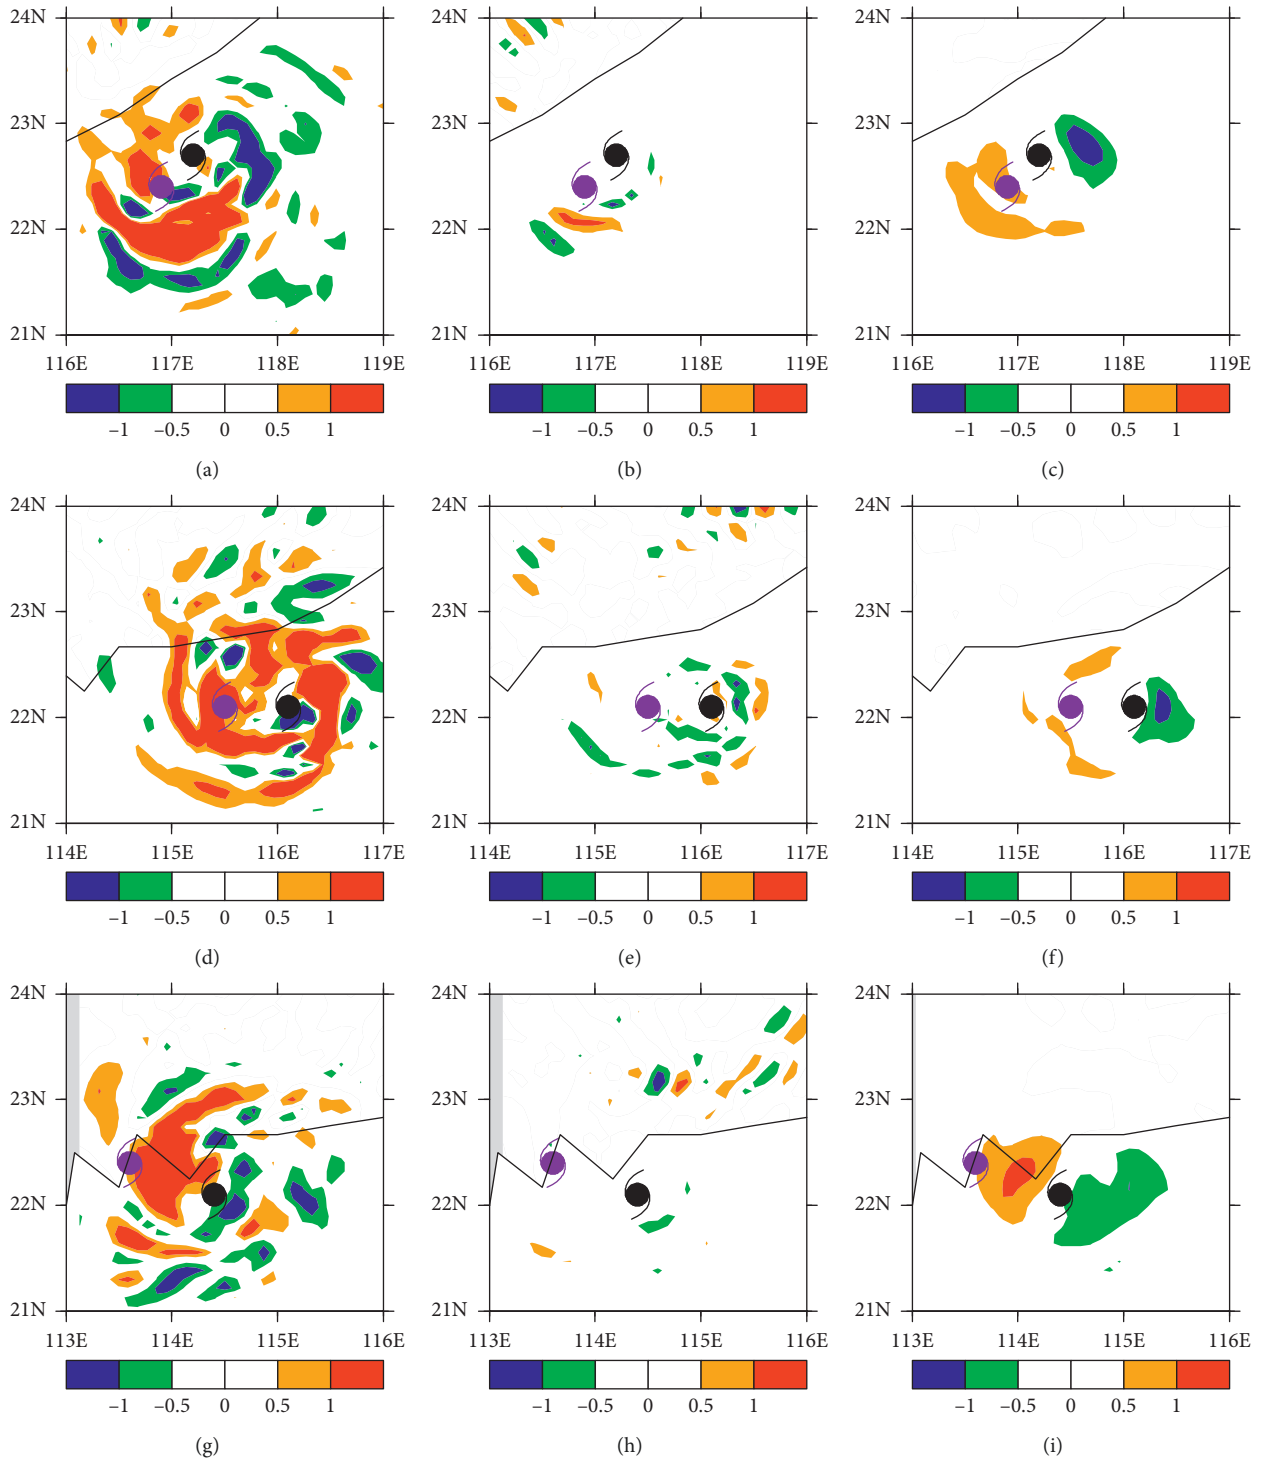 24N 24N 24N
23N 23N 23N
22N 22N 22N
21N 21N 21N
116E 117E 118E 119E 116E 117E 118E 119E 116E 117E 118E 119E
–1 –0.5 0 0.5 1 –1 –0.5 0 0.5 1 –1 –0.5 0 0.5 1
(a) (b) (c)
24N 24N 24N
23N 23N 23N
22N 22N 22N
21N 21N 21N
114E 115E 116E 117E 114E 115E 116E 117E 114E 115E 116E 117E
–1 –0.5 0 0.5 1 –1 –0.5 0 0.5 1 –1 –0.5 0 0.5 1
(d) (e) (f)
24N 24N 24N
23N 23N 23N
22N 22N 22N
21N 21N 21N
113E 114E 115E 116E 113E 114E 115E 116E 113E 114E 115E 116E
–1 –0.5 0 0.5 1 –1 –0.5 0 0.5 1 –1 –0.5 0 0.5 1
(g) (h) (i)